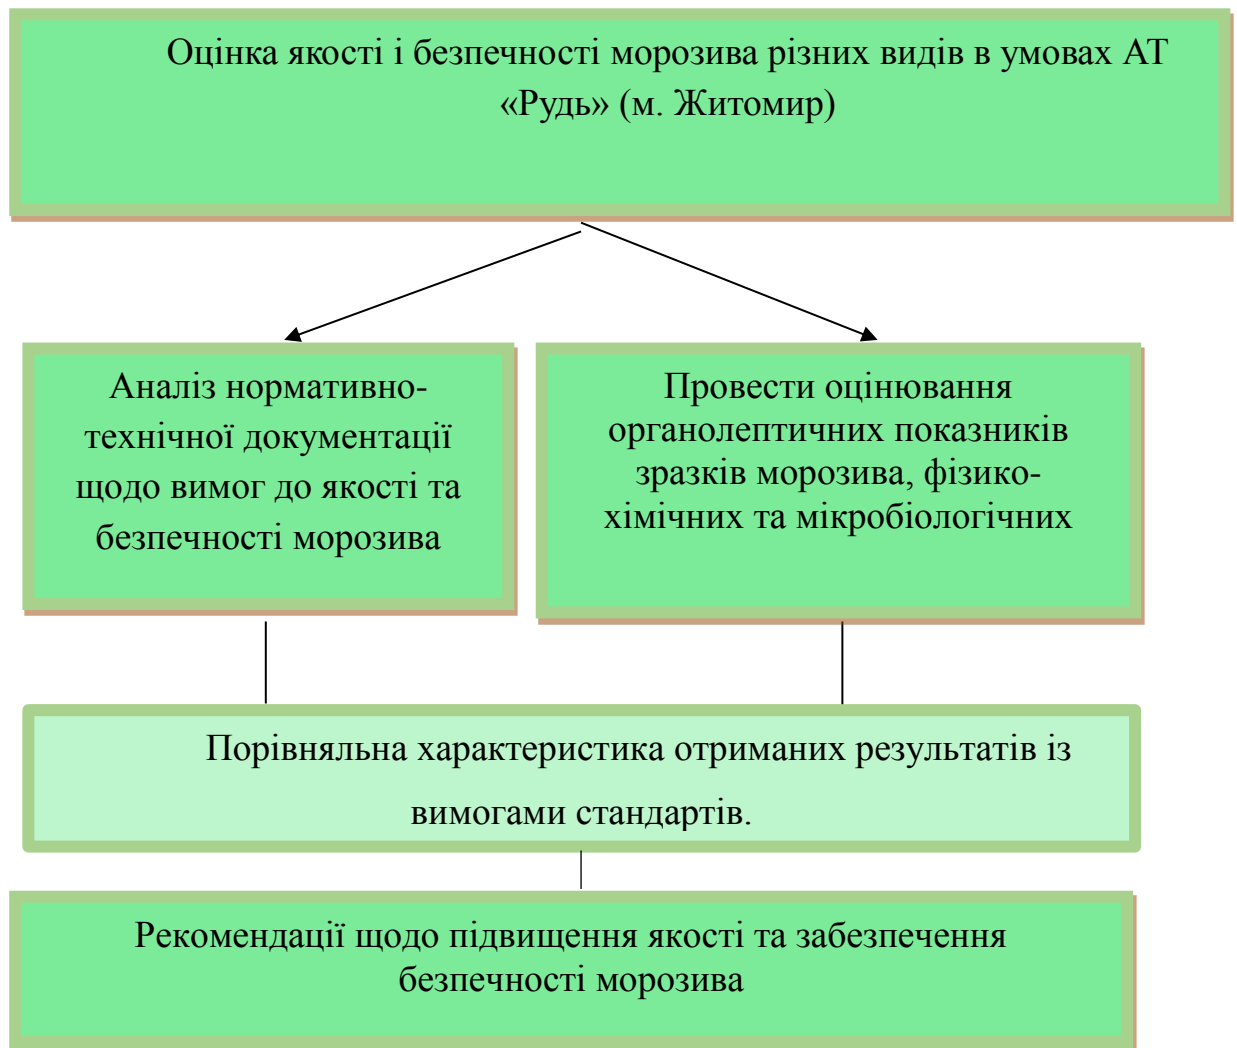 Оцінка якості і безпечності морозива різних видів в умовах АТ
«Рудь» (м. Житомир)
Аналіз нормативно-
технічної документації
щодо вимог до якості та
безпечності морозива
Провести оцінювання
органолептичних показників
зразків морозива, фізико-
хімічних та мікробіологічних
Порівняльна характеристика отриманих результатів із
вимогами стандартів.
Рекомендації щодо підвищення якості та забезпечення
безпечності морозива